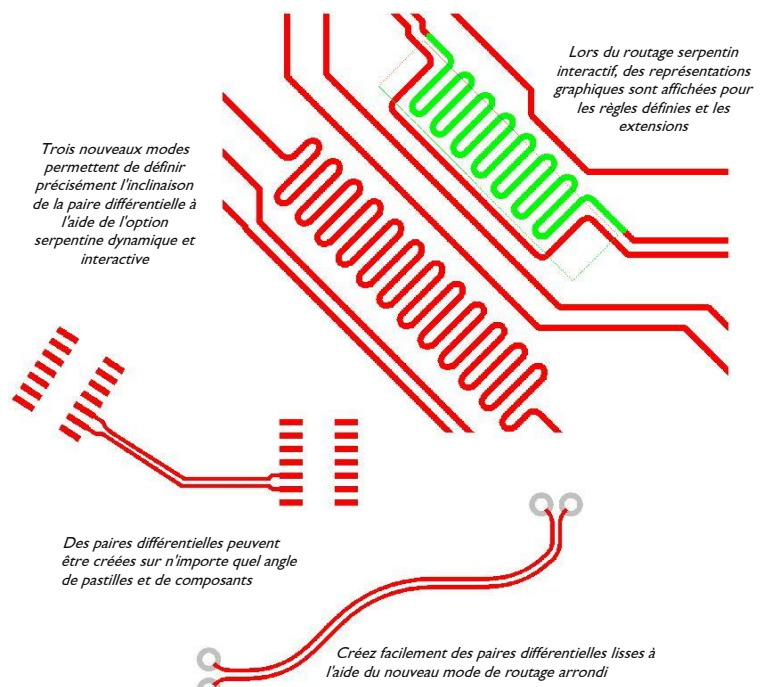 Lors du routage serpentin
interactif, des représentations
graphiques sont affichées pour
les règles définies et les
extensions
Trois nouveaux modes
permettent de définir
précisément l'inclinaison
de la paire différentielle à
l'aide de l'option
serpentine dynamique et
interactive
Des paires différentielles peuvent
être créées sur n'importe quel angle
de pastilles et de composants
Créez facilement des paires différentielles lisses à
l'aide du nouveau mode de routage arrondi